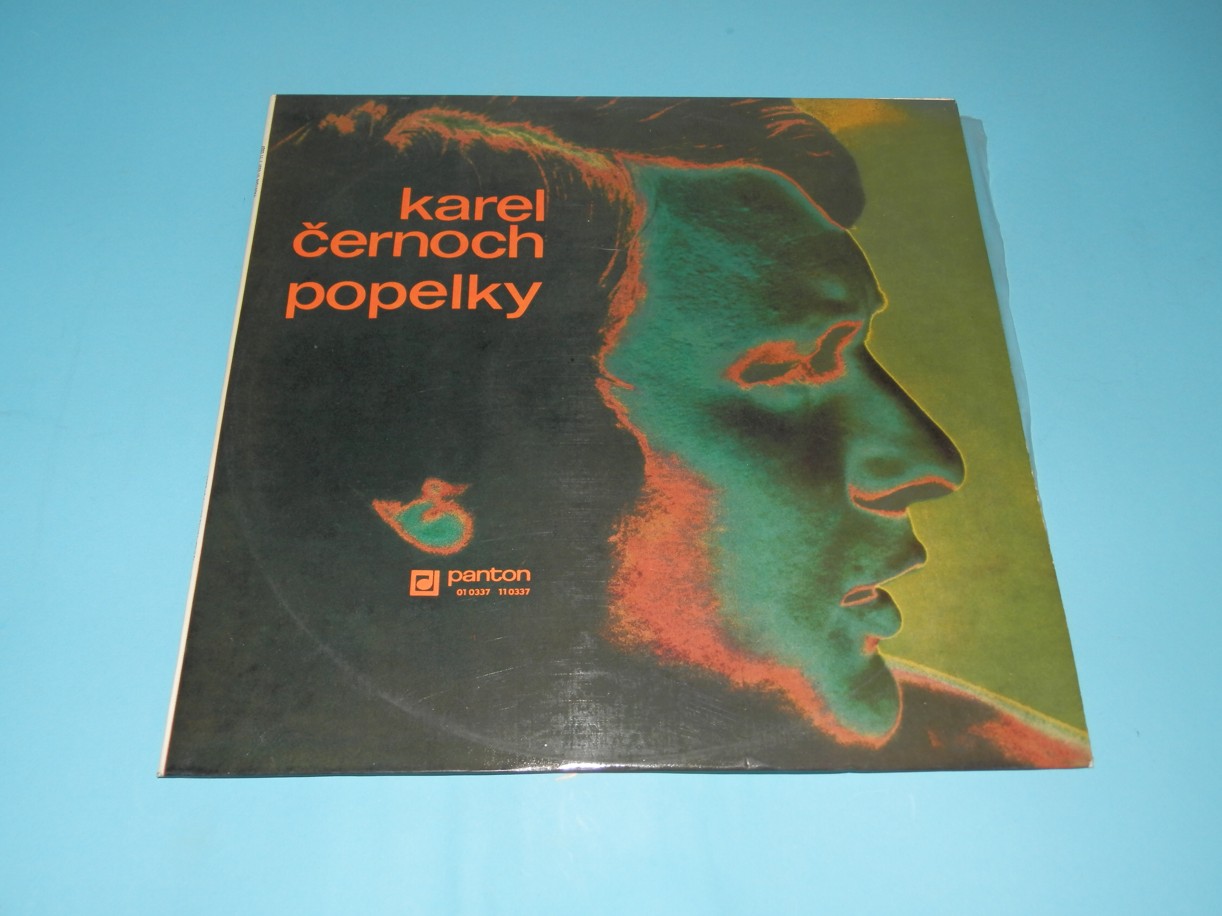 karel
černoch
popelky
panton
01 0337 11 0337